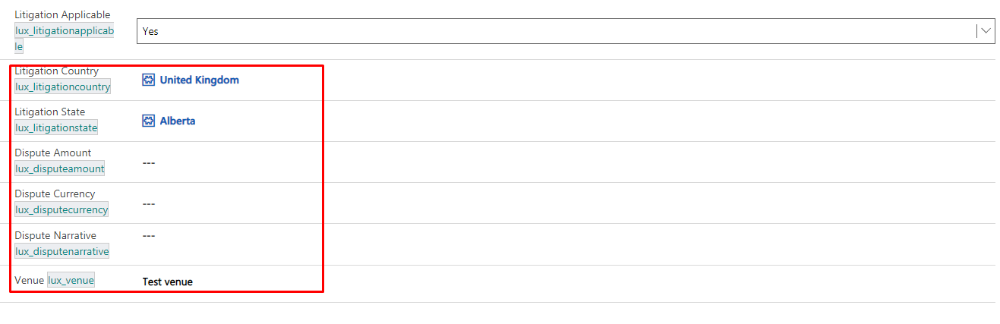 Litigation Applicable
lux_litigationapplicab
le
Yes
Litigation Country
lux_litigationcountry
United Kingdom
Litigation State
lux_litigationstate
Alberta
Dispute Amount
lux_disputeamount
---
Dispute Currency
lux_disputecurrency
---
Dispute Narrative
lux_disputenarrative
---
Venue lux_venue
Test venue